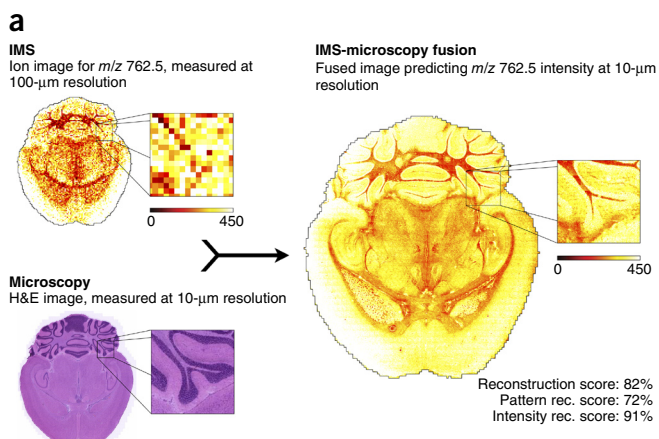 a
IMS
Ion image for m/z 762.5, measured at
100-μm resolution
0 450
Microscopy
H&E image, measured at 10-μm resolution
IMS-microscopy fusion
Fused image predicting m/z 762.5 intensity at 10-μm
resolution
0 450
Reconstruction score: 82%
Pattern rec. score: 72%
Intensity rec. score: 91%